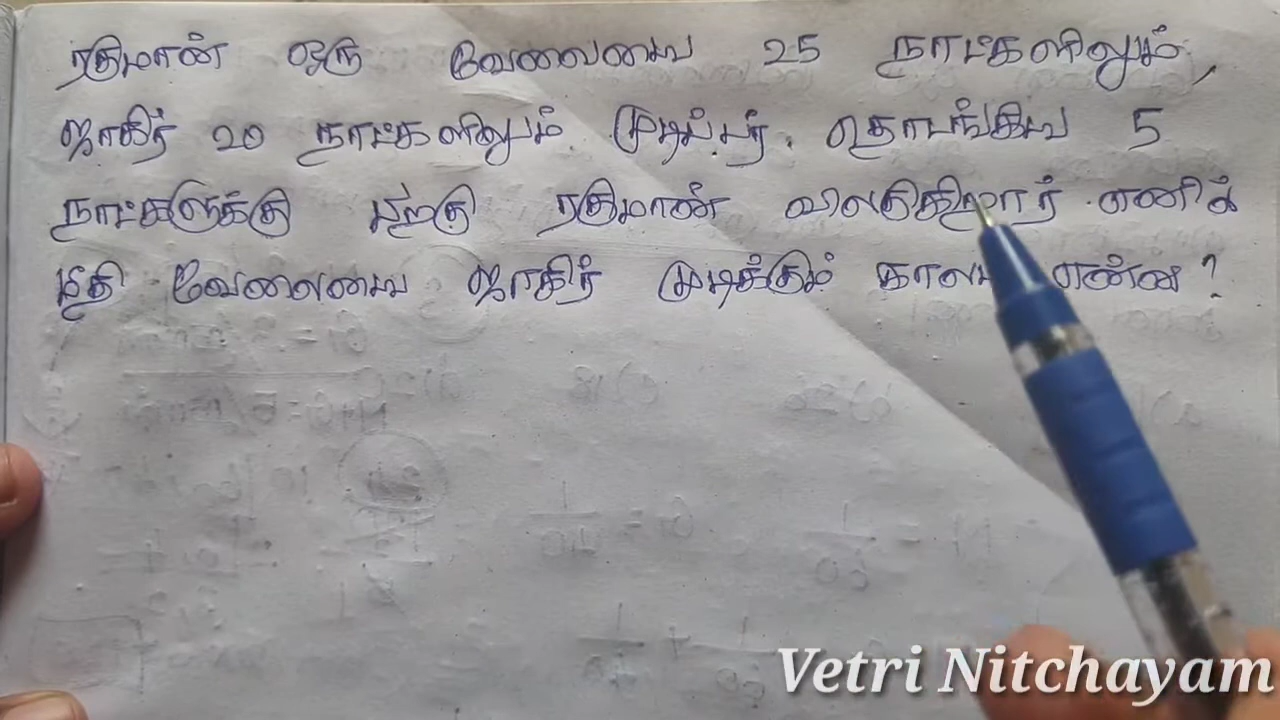 ரகுமான் ஒரு வேலையை 25 நாட்களிலும்,
ஜாகிர் 20 நாட்களிலும் முடிப்பர். தொடங்கிய 5
நாட்களுக்கு பிறகு ரகுமான் விலகுகிறார் எனில்
மீதி வேலையை ஜாகிர் முடிக்கும் காலம் என்ன?
Vetri Nitchayam